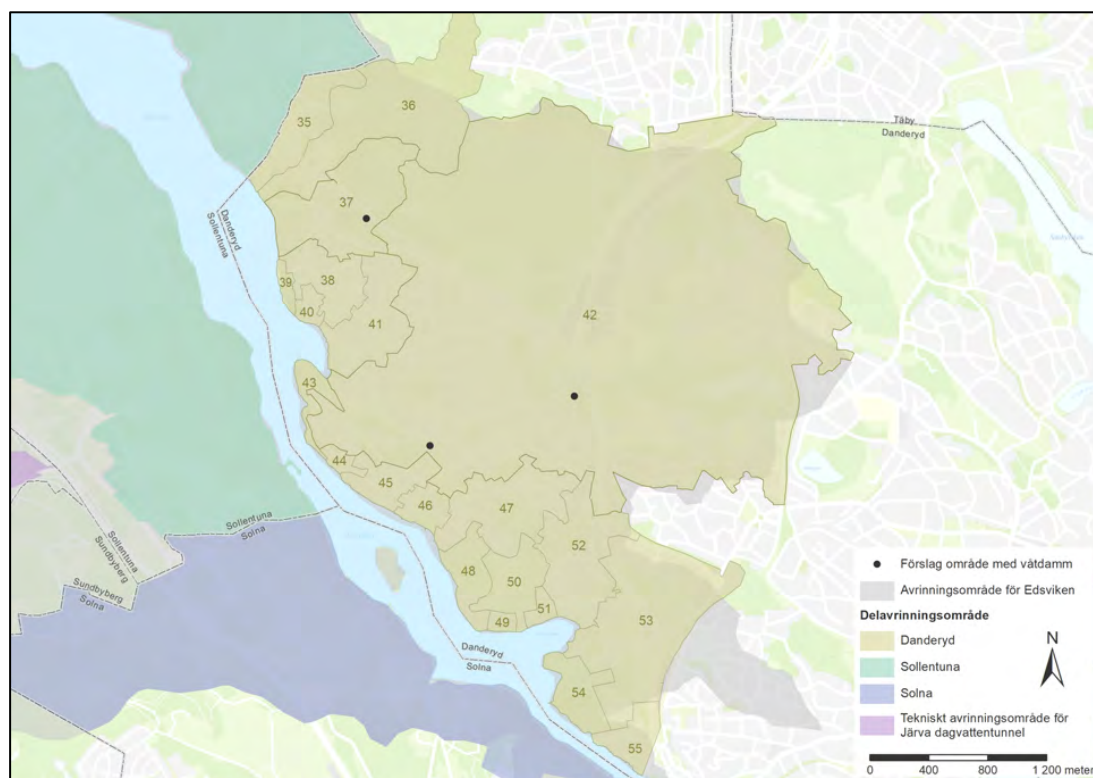 36
35
Täby
Danderyd
37
Danderyd
Sollentuna
38
39
40
41
42
43
44
45
46
47
Sollentuna
Solna
Sollentuna
Sundbyberg
Sundbyberg
Solna
48
50
52
51
49
53
Danderyd
Solna
54
55
Förslag område med våtdamm
Avrinningsområde för Edsviken
Delavrinningsområde
Danderyd
Sollentuna
Solna
Tekniskt avrinningsområde för
Järva dagvattentunnel
N
0 400 800 1 200 meter